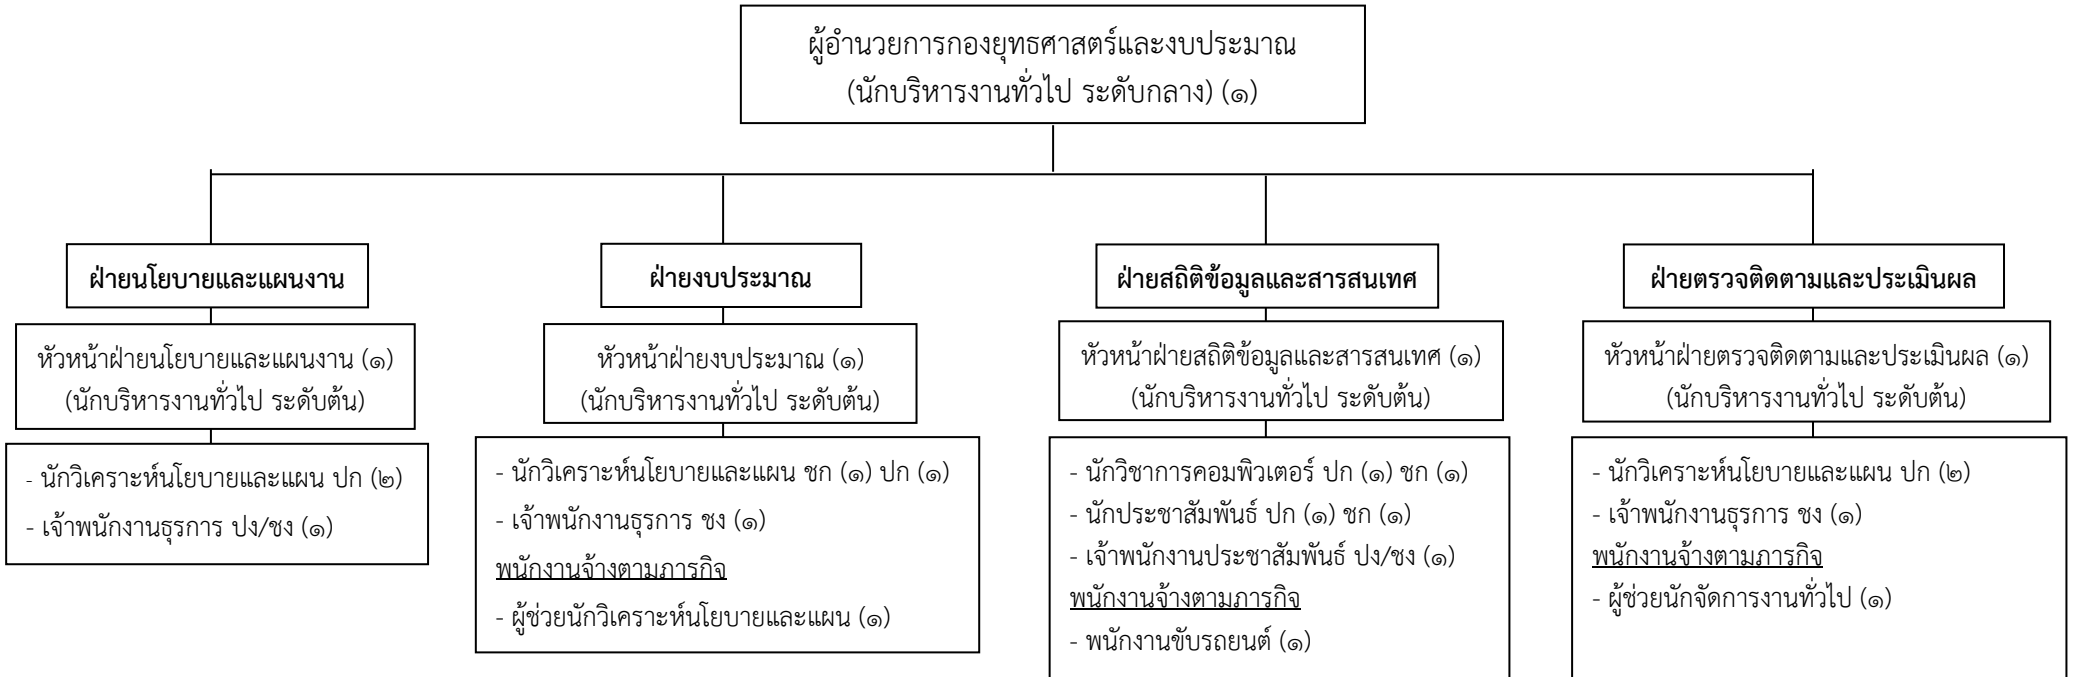 ผู้อำนวยการกองยุทธศาสตร์และงบประมาณ
(นักบริหารงานทั่วไป ระดับกลาง) (๑)
ฝ่ายนโยบายและแผนงาน
หัวหน้าฝ่ายนโยบายและแผนงาน (๑)
(นักบริหารงานทั่วไป ระดับต้น)
- นักวิเคราะห์นโยบายและแผน ปก (๒)
- เจ้าพนักงานธุรการ ปง/ชง (๑)
ฝ่ายงบประมาณ
หัวหน้าฝ่ายงบประมาณ (๑)
(นักบริหารงานทั่วไป ระดับต้น)
- นักวิเคราะห์นโยบายและแผน ชก (๑) ปก (๑)
- เจ้าพนักงานธุรการ ชง (๑)
พนักงานจ้างตามภารกิจ
- ผู้ช่วยนักวิเคราะห์นโยบายและแผน (๑)
ฝ่ายสถิติข้อมูลและสารสนเทศ
หัวหน้าฝ่ายสถิติข้อมูลและสารสนเทศ (๑)
(นักบริหารงานทั่วไป ระดับต้น)
- นักวิชาการคอมพิวเตอร์ ปก (๑) ชก (๑)
- นักประชาสัมพันธ์ ปก (๑) ชก (๑)
- เจ้าพนักงานประชาสัมพันธ์ ปง/ชง (๑)
พนักงานจ้างตามภารกิจ
- พนักงานขับรถยนต์ (๑)
ฝ่ายตรวจติดตามและประเมินผล
หัวหน้าฝ่ายตรวจติดตามและประเมินผล (๑)
(นักบริหารงานทั่วไป ระดับต้น)
- นักวิเคราะห์นโยบายและแผน ปก (๒)
- เจ้าพนักงานธุรการ ชง (๑)
พนักงานจ้างตามภารกิจ
- ผู้ช่วยนักจัดการงานทั่วไป (๑)